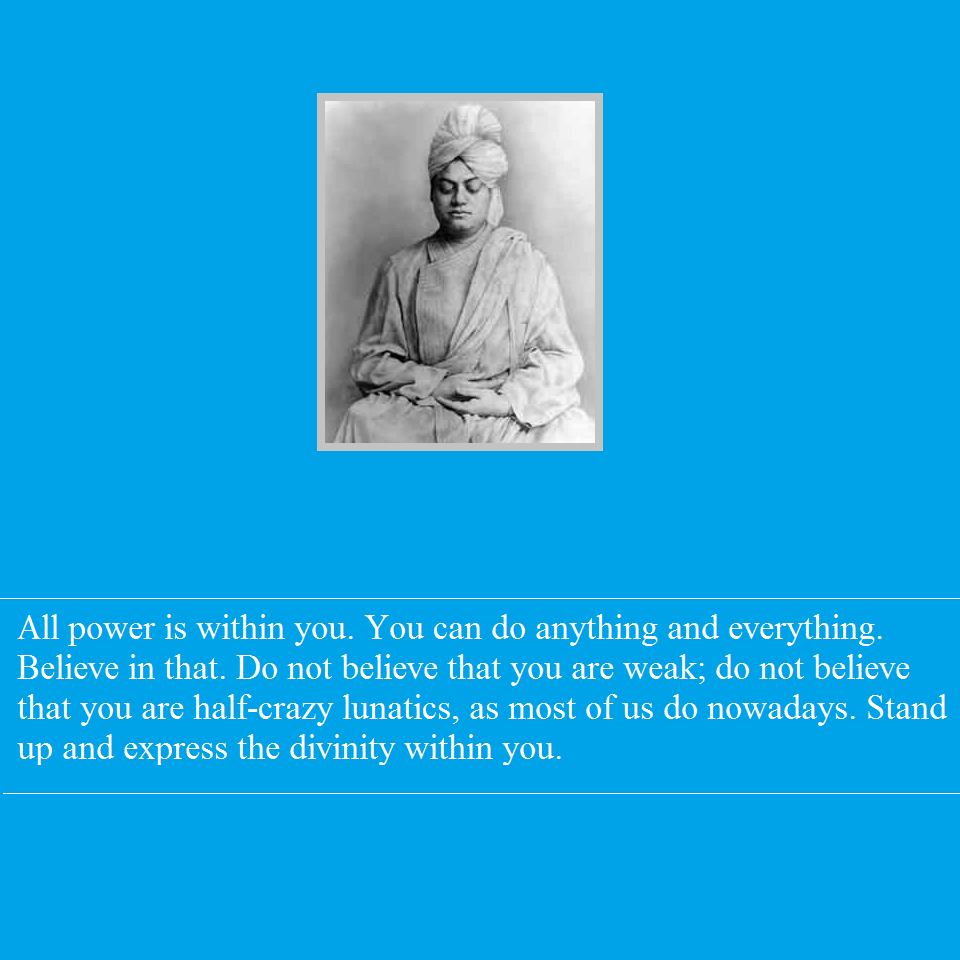 All power is within you. You can do anything and everything.
Believe in that. Do not believe that you are weak; do not believe
that you are half-crazy lunatics, as most of us do nowadays. Stand
up and express the divinity within you.